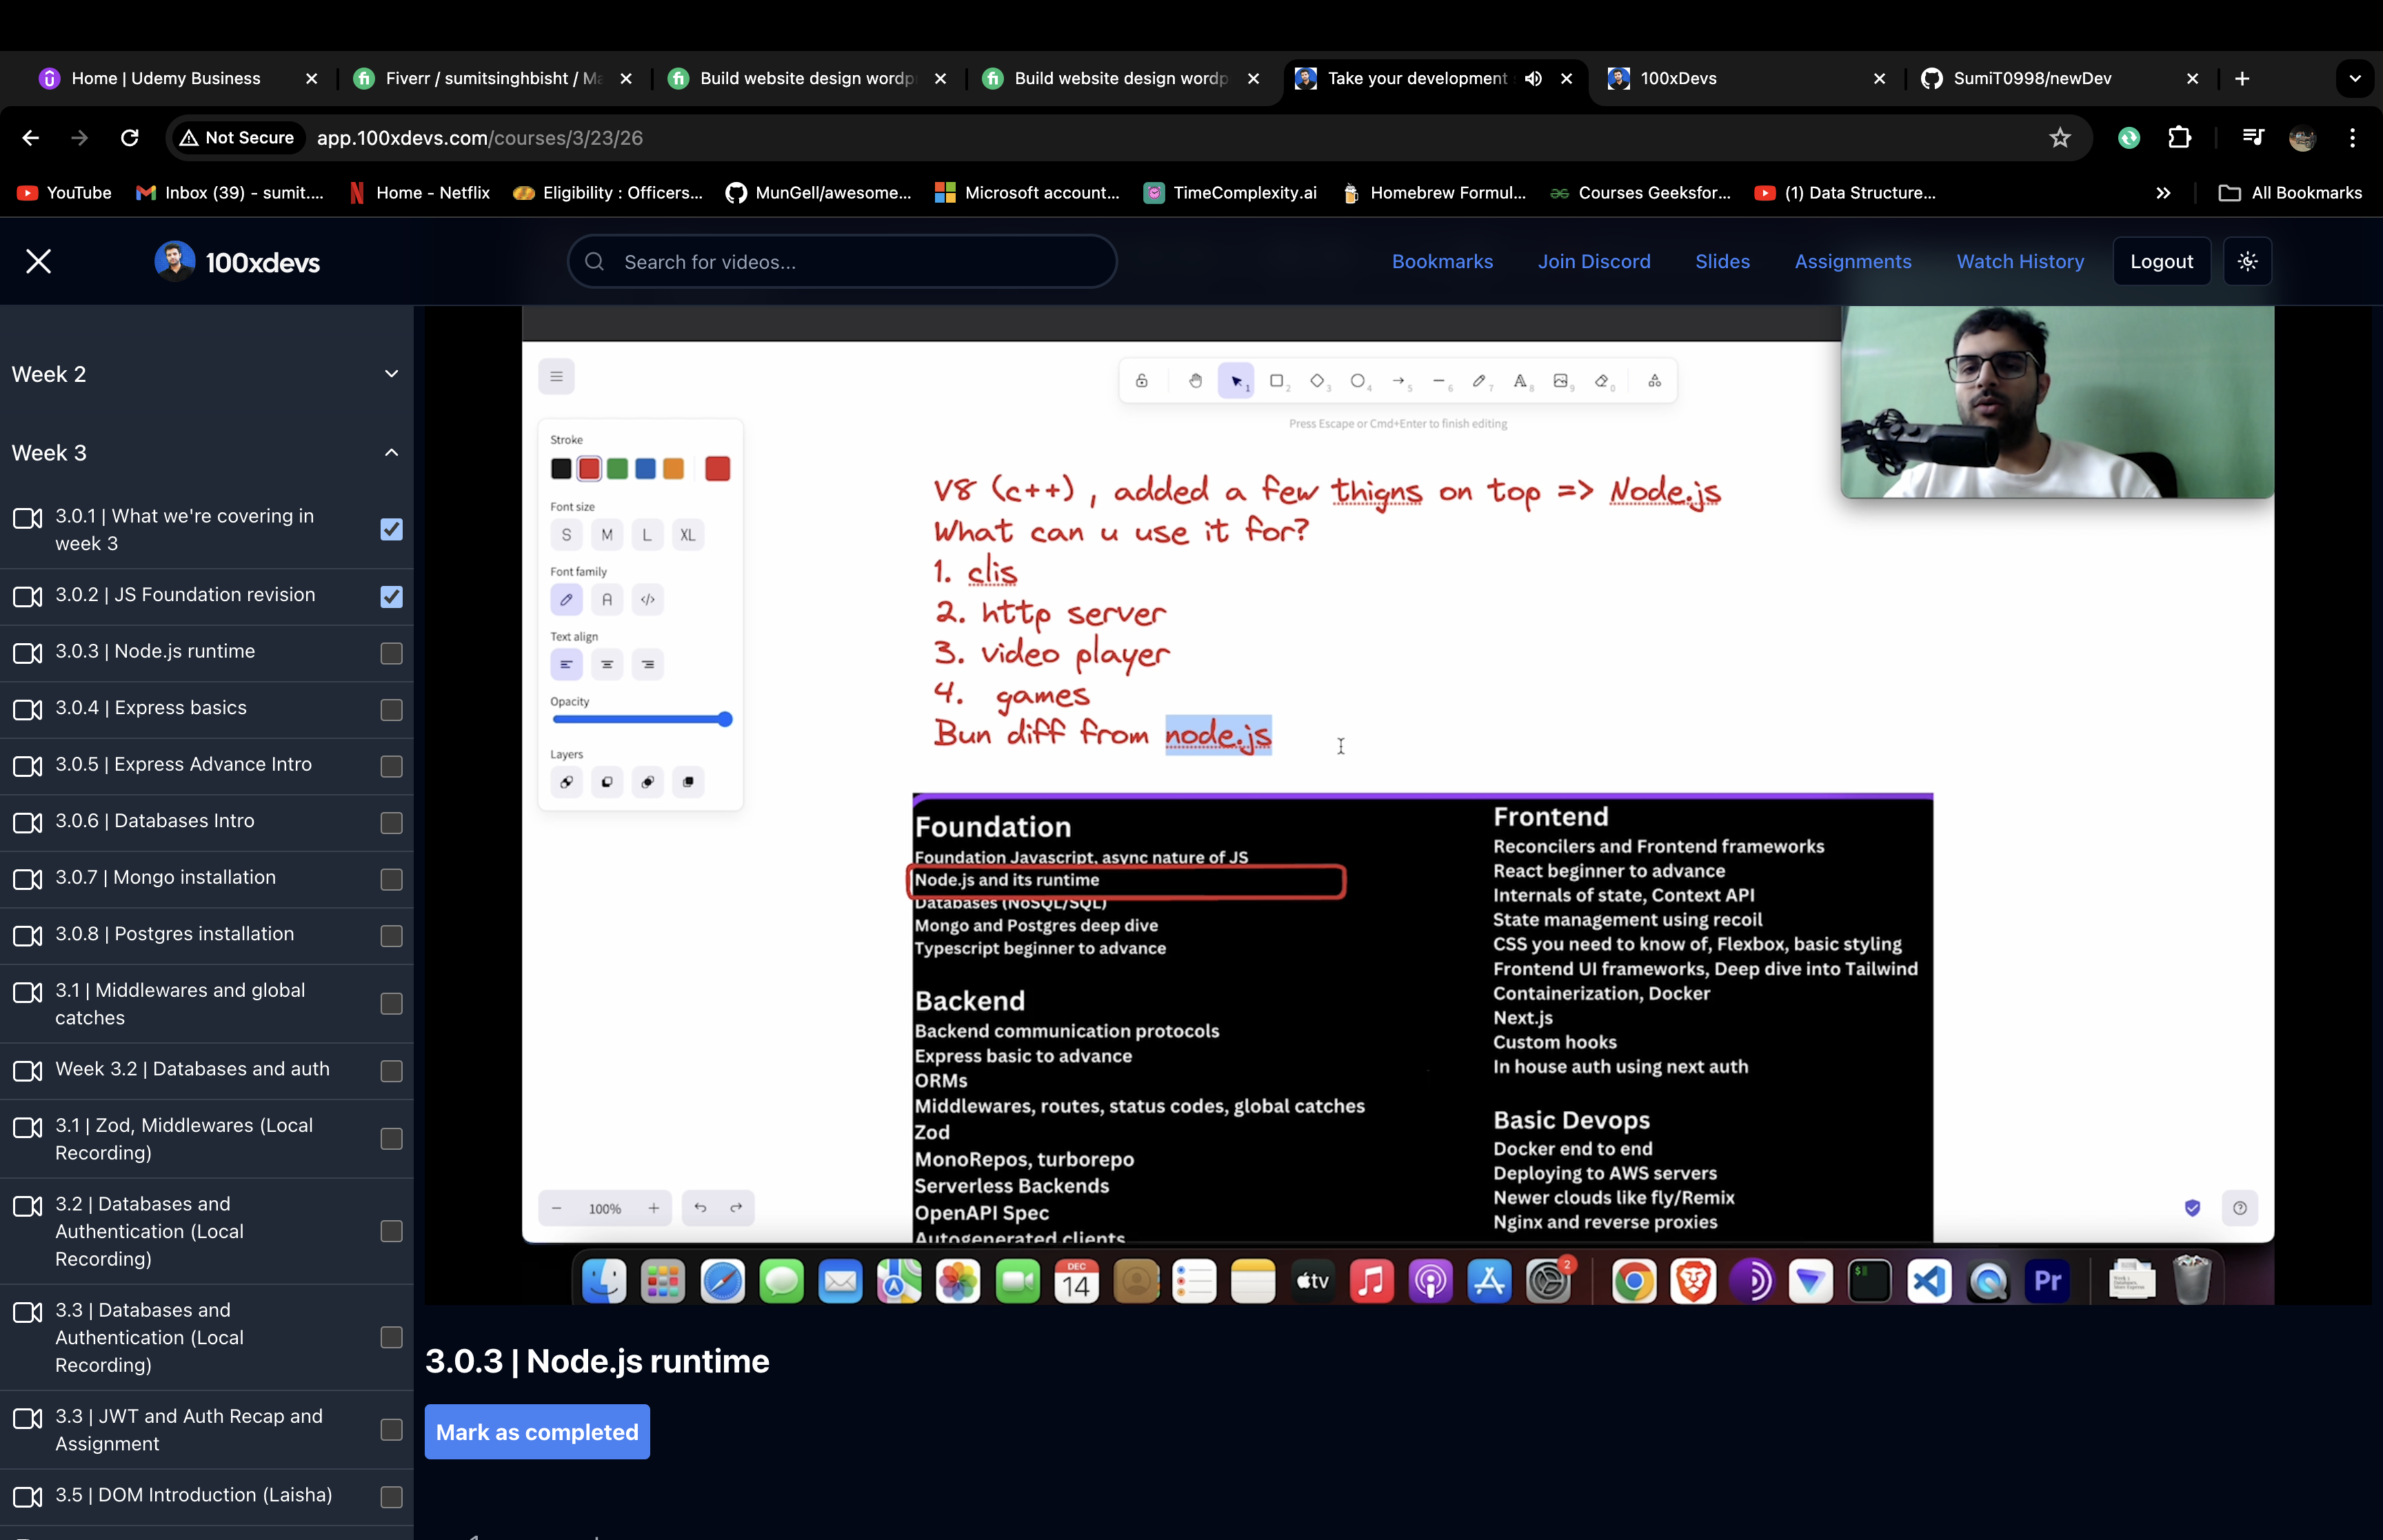 Home | Udemy Business
Fiverr / sumitsinghbisht / Ma
Build website design wordp
Build website design wordp
Take your development
100xDevs
SumiT0998/newDev
Not Secure
app.100xdevs.com/courses/3/23/26
YouTube
Inbox (39) - sumit....
Home - Netflix
Eligibility : Officers...
MunGell/awesome...
Microsoft account...
TimeComplexity.ai
Homebrew Formul...
Courses Geeksfor...
(1) Data Structure...
All Bookmarks
100xdevs
Search for videos...
Bookmarks
Join Discord
Slides
Assignments
Watch History
Logout
Week 2
Week 3
3.0.1 | What we're covering in
week 3
3.0.2 | JS Foundation revision
3.0.3 | Node.js runtime
3.0.4 | Express basics
3.0.5 | Express Advance Intro
3.0.6 | Databases Intro
3.0.7 | Mongo installation
3.0.8 | Postgres installation
3.1 | Middlewares and global
catches
Week 3.2 | Databases and auth
3.1 | Zod, Middlewares (Local
Recording)
3.2 | Databases and
Authentication (Local
Recording)
3.3 | Databases and
Authentication (Local
Recording)
3.3 | JWT and Auth Recap and
Assignment
3.5 | DOM Introduction (Laisha)
1 2 3 4 5 6 7 8 9 0
Press Escape or Cmd+Enter to finish editing
Stroke
Font size
S M L XL
Font family
A </>
Text align
Opacity
Layers
V8 (c++) , added a few thigns on top => Node.js
What can u use it for?
1. clis
2. http server
3. video player
4. games
Bun diff from node.js
Foundation
Foundation Javascript, async nature of JS
Node.js and its runtime
Databases (NoSQL/SQL)
Mongo and Postgres deep dive
Typescript beginner to advance
Backend
Backend communication protocols
Express basic to advance
ORMs
Middlewares, routes, status codes, global catches
Zod
MonoRepos, turborepo
Serverless Backends
OpenAPI Spec
Autogenerated clients
Frontend
Reconcilers and Frontend frameworks
React beginner to advance
Internals of state, Context API
State management using recoil
CSS you need to know of, Flexbox, basic styling
Frontend UI frameworks, Deep dive into Tailwind
Containerization, Docker
Next.js
Custom hooks
In house auth using next auth
Basic Devops
Docker end to end
Deploying to AWS servers
Newer clouds like fly/Remix
Nginx and reverse proxies
100%
DEC
14
tv
2
Pr
3.0.3 | Node.js runtime
Mark as completed